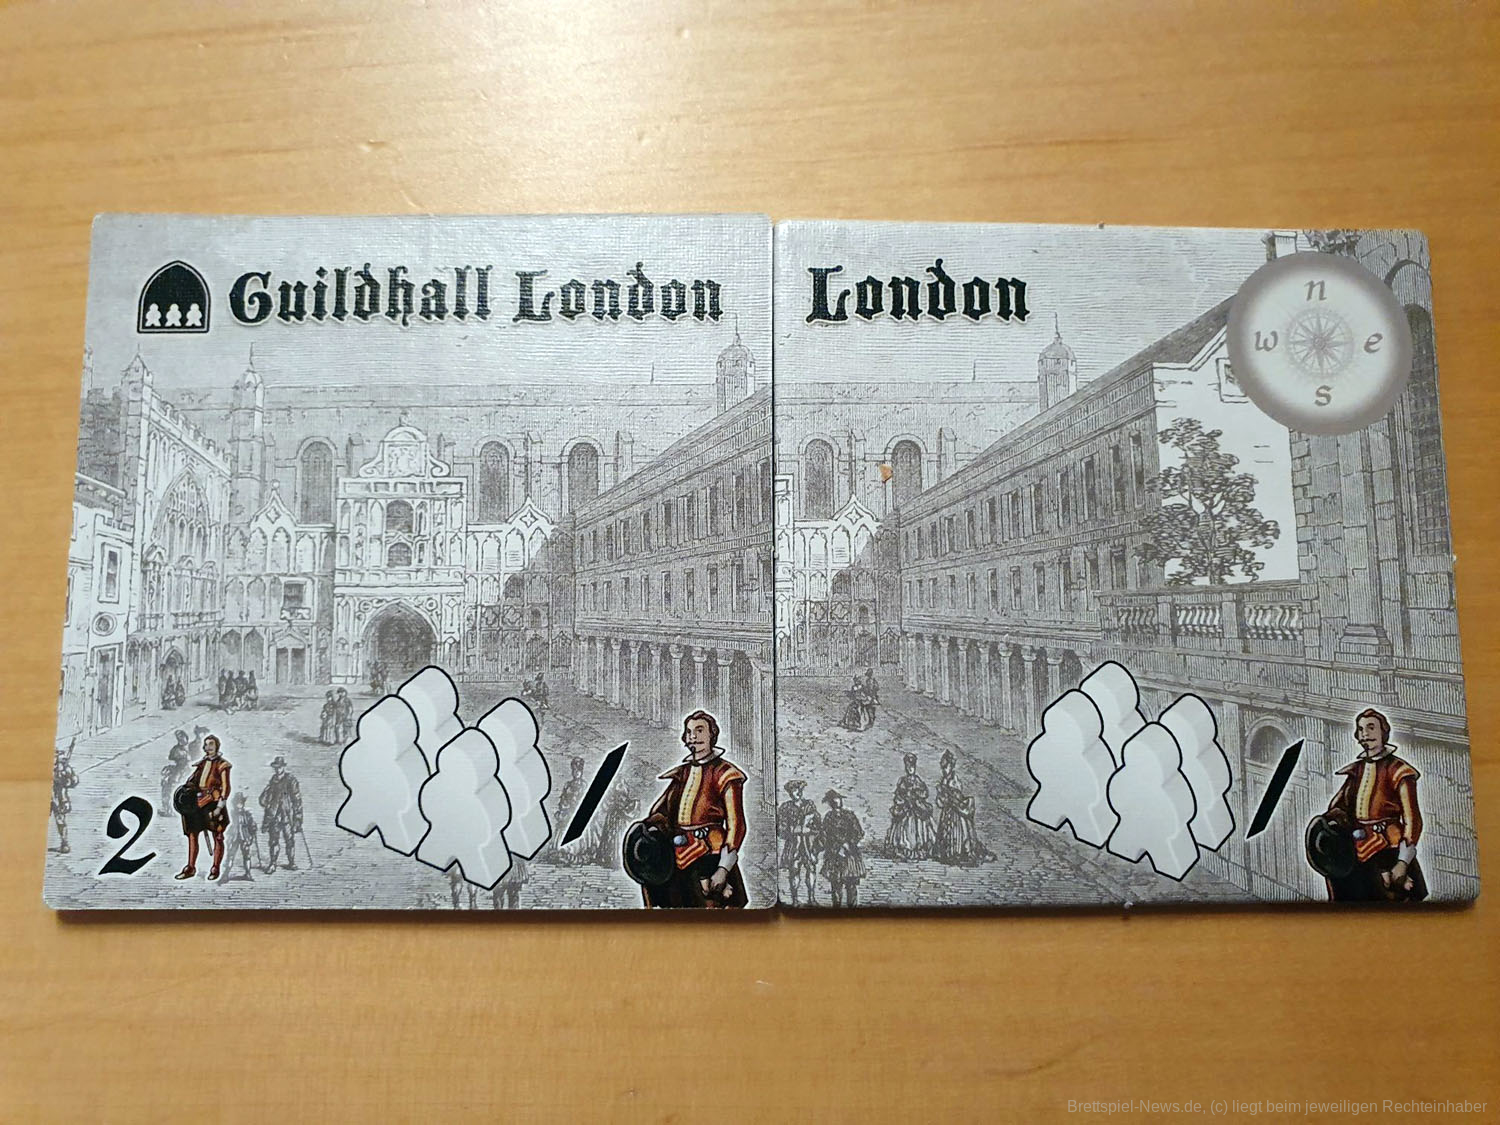 Guildhall London
London
n
w e
s
2 /
/
Brettspiel-News.de, (c) liegt beim jeweiligen Rechteinhaber